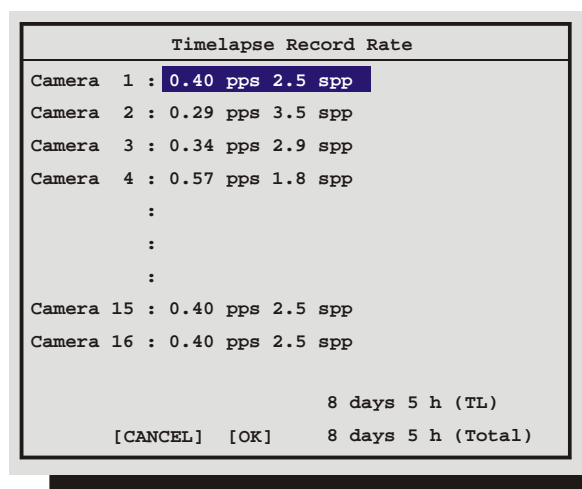 Timelapse Record Rate
Camera 1 : 0.40 pps 2.5 spp
Camera 2 : 0.29 pps 3.5 spp
Camera 3 : 0.34 pps 2.9 spp
Camera 4 : 0.57 pps 1.8 spp
:
:
:
Camera 15 : 0.40 pps 2.5 spp
Camera 16 : 0.40 pps 2.5 spp
8 days 5 h (TL)
[CANCEL] [OK] 8 days 5 h (Total)